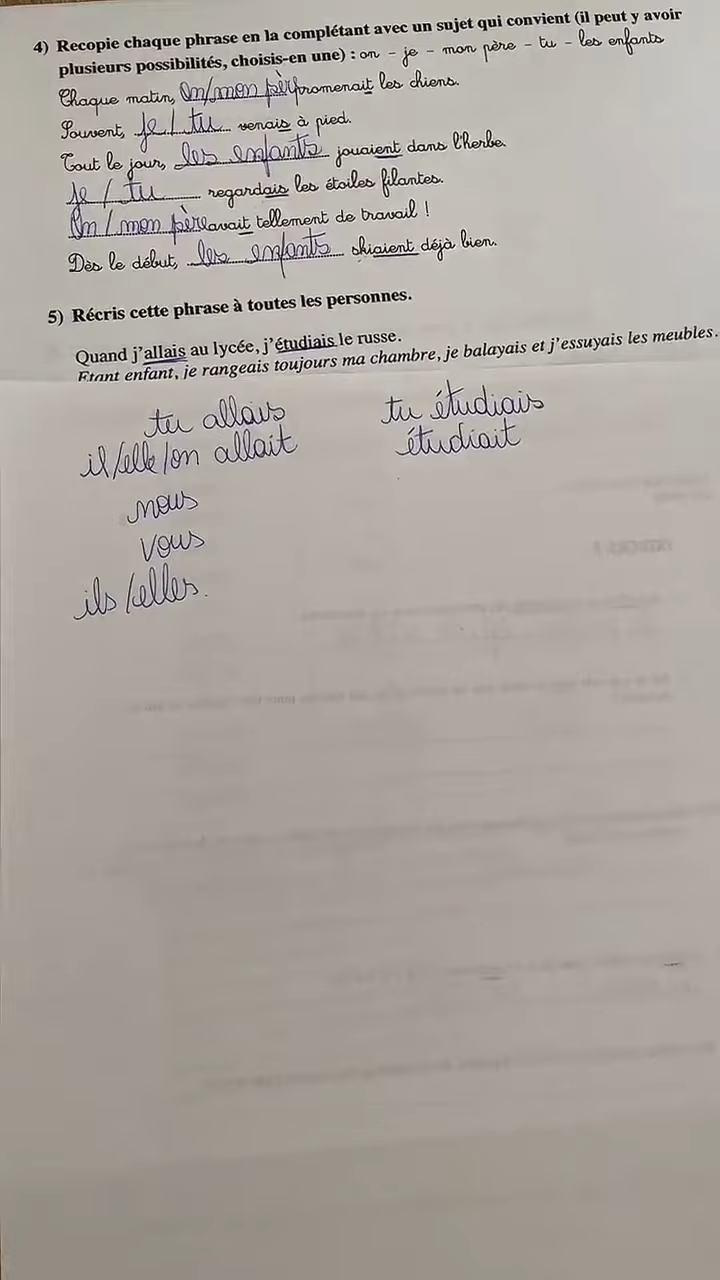 4) Recopie chaque phrase en la complétant avec un sujet qui convient (il peut y avoir
plusieurs possibilités, choisis-en une) : on - je - mon père - tu - les enfants
Chaque matin, On/mon père promenait les chiens.
Souvent, je / tu venais à pied.
Tout le jour, les enfants jouaient dans l'herbe.
Je / tu regardais les étoiles filantes.
On / mon père avait tellement de travail !
Dès le début, les enfants skiaient déjà bien.
5) Récris cette phrase à toutes les personnes.
Quand j'allais au lycée, j'étudiais le russe.
Etant enfant, je rangeais toujours ma chambre, je balayais et j'essuyais les meubles.
tu allais tu étudiais
il/elle/on allait étudiait
nous
vous
ils/elles.